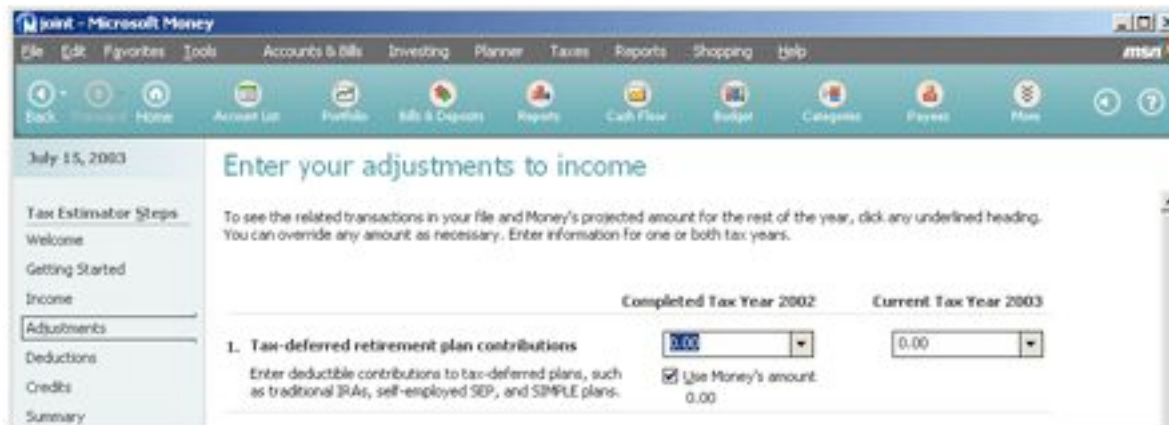 joint - Microsoft Money
File Edit Favorites Tools Accounts & Bills Investing Planner Taxes Reports Shopping Help msn
Back Forward Home Account List Portfolio Bills & Deposits Reports Cash Flow Budget Categories Payees More
July 15, 2003
Enter your adjustments to income
Tax Estimator Steps
Welcome
Getting Started
Income
Adjustments
Deductions
Credits
Summary
To see the related transactions in your file and Money's projected amount for the rest of the year, click any underlined heading.
You can override any amount as necessary. Enter information for one or both tax years.
Completed Tax Year 2002 Current Tax Year 2003
1. Tax-deferred retirement plan contributions 0.00 0.00
Enter deductible contributions to tax-deferred plans, such
as traditional IRAs, self-employed SEP, and SIMPLE plans.
Use Money's amount
0.00